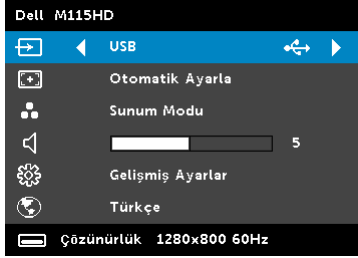 Dell M115HD
USB
Otomatik Ayarla
Sunum Modu
5
Gelişmiş Ayarlar
Türkçe
Çözünürlük 1280x800 60Hz